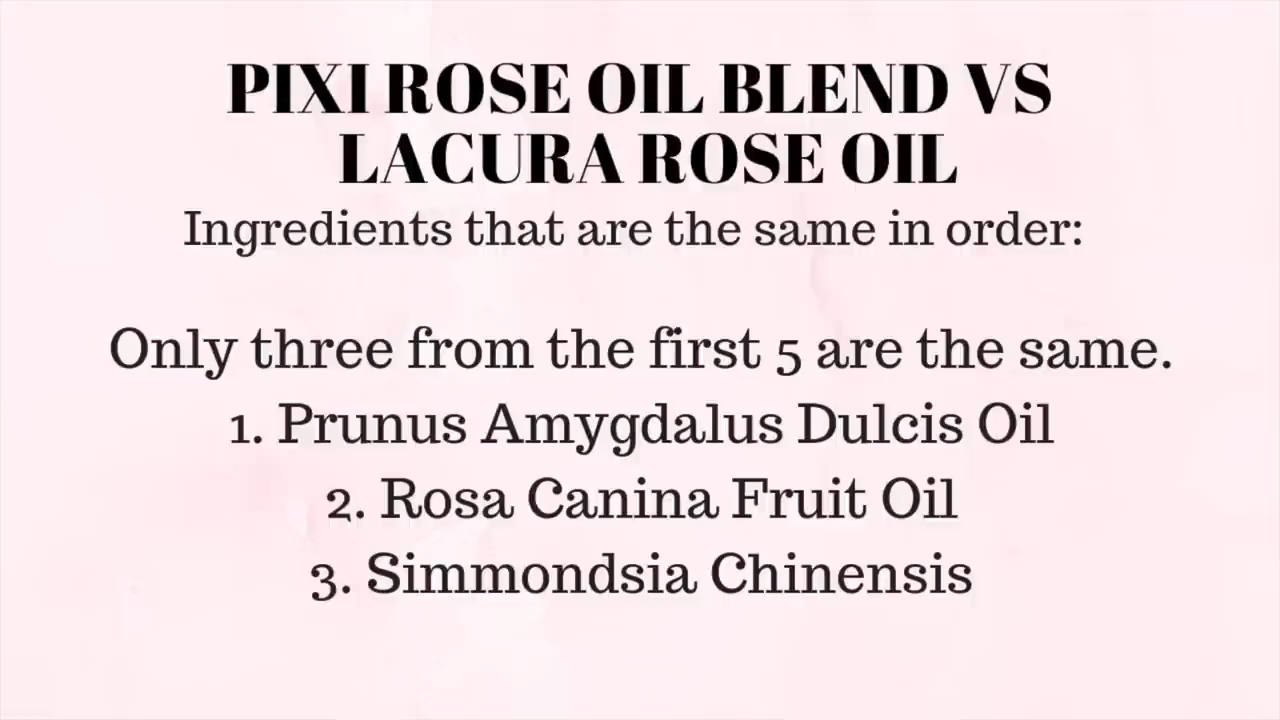 PIXI ROSE OIL BLEND VS
LACURA ROSE OIL
Ingredients that are the same in order:
Only three from the first 5 are the same.
1. Prunus Amygdalus Dulcis Oil
2. Rosa Canina Fruit Oil
3. Simmondsia Chinensis